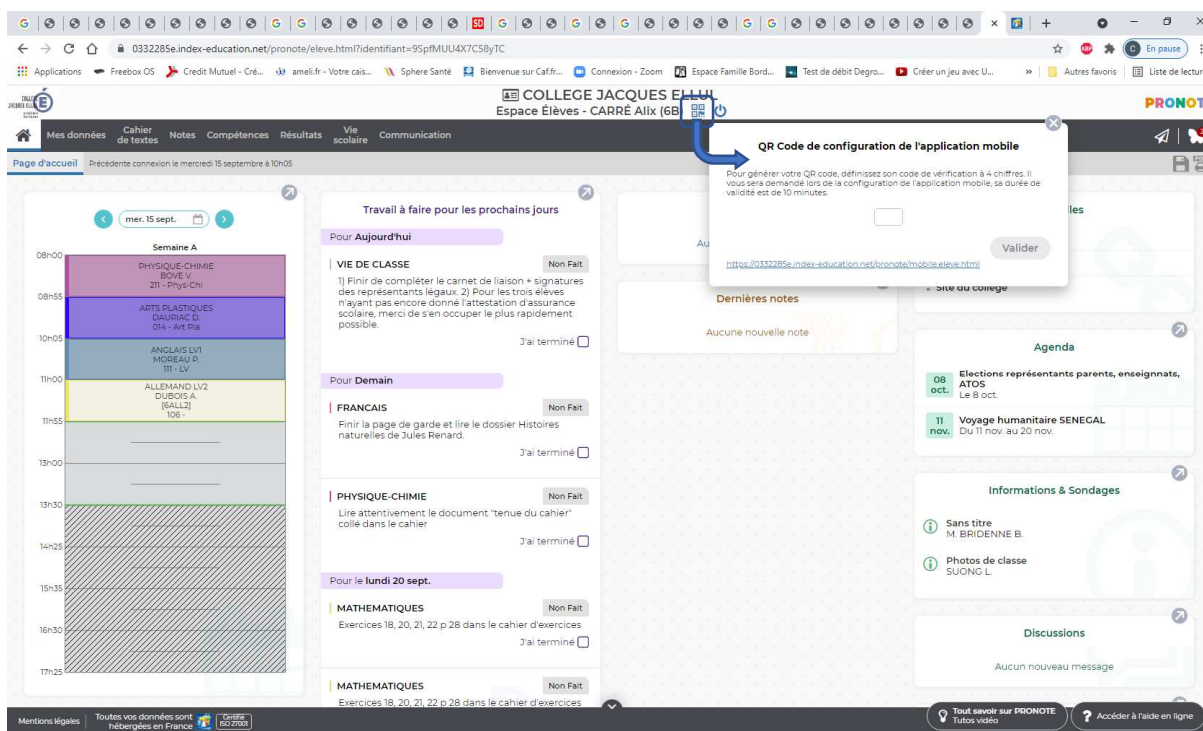 0332285e.index-education.net/pronote/eleve.html?identifiant=9SpfMUU4X7C58yTC
En pause
Applications
Freebox OS
Credit Mutuel - Cré...
ameli.fr - Votre cais...
Sphere Santé
Bienvenue sur Caf.fr...
Connexion - Zoom
Espace Famille Bord...
Test de débit Degro...
Créer un jeu avec U...
»
Autres favoris
Liste de lectur
COLLEGE JACQUES ELLUL
Espace Élèves - CARRÉ Alix (6B)
PRONOT
Mes données
Cahier
de textes
Notes
Compétences
Résultats
Vie
scolaire
Communication
Page d'accueil
Précédente connexion le mercredi 15 septembre à 10h05
QR Code de configuration de l'application mobile
Pour générer votre QR code, définissez son code de vérification à 4 chiffres. Il
vous sera demandé lors de la configuration de l'application mobile, sa durée de
validité est de 10 minutes.
Valider
https://0332285e.index-education.net/pronote/mobile.eleve.html
mer. 15 sept.
Semaine A
08h00
PHYSIQUE-CHIMIE
BOVE V.
211 - Phys-Chi
08h55
ARTS PLASTIQUES
DAURIAC D.
014 - Art Pla
10h05
ANGLAIS LV1
MOREAU P.
111 - LV
11h00
ALLEMAND LV2
DUBOIS A.
[6ALL2]
106 -
11h55
13h00
13h30
14h25
15h35
16h30
17h25
Travail à faire pour les prochains jours
Pour Aujourd'hui
VIE DE CLASSE
Non Fait
1) Finir de compléter le carnet de liaison + signatures
des représentants légaux. 2) Pour les trois élèves
n'ayant pas encore donné l'attestation d'assurance
scolaire, merci de s'en occuper le plus rapidement
possible.
J'ai terminé
Pour Demain
FRANCAIS
Non Fait
Finir la page de garde et lire le dossier Histoires
naturelles de Jules Renard.
J'ai terminé
PHYSIQUE-CHIMIE
Non Fait
Lire attentivement le document "tenue du cahier"
collé dans le cahier
J'ai terminé
Pour le lundi 20 sept.
MATHEMATIQUES
Non Fait
Exercices 18, 20, 21, 22 p 28 dans le cahier d'exercices
J'ai terminé
MATHEMATIQUES
Non Fait
Exercices 18, 20, 21, 22 p 28 dans le cahier d'exercices
Au
Dernières notes
Aucune nouvelle note
les
Site du collège
Agenda
08
oct.
Elections représentants parents, enseignnats,
ATOS
Le 8 oct.
11
nov.
Voyage humanitaire SENEGAL
Du 11 nov. au 20 nov.
Informations & Sondages
Sans titre
M. BRIDENNE B.
Photos de classe
SUONG L.
Discussions
Aucun nouveau message
Mentions légales
Toutes vos données sont
hébergées en France
Certifié
ISO 27001
Tout savoir sur PRONOTE
Tutos vidéo
Accéder à l'aide en ligne